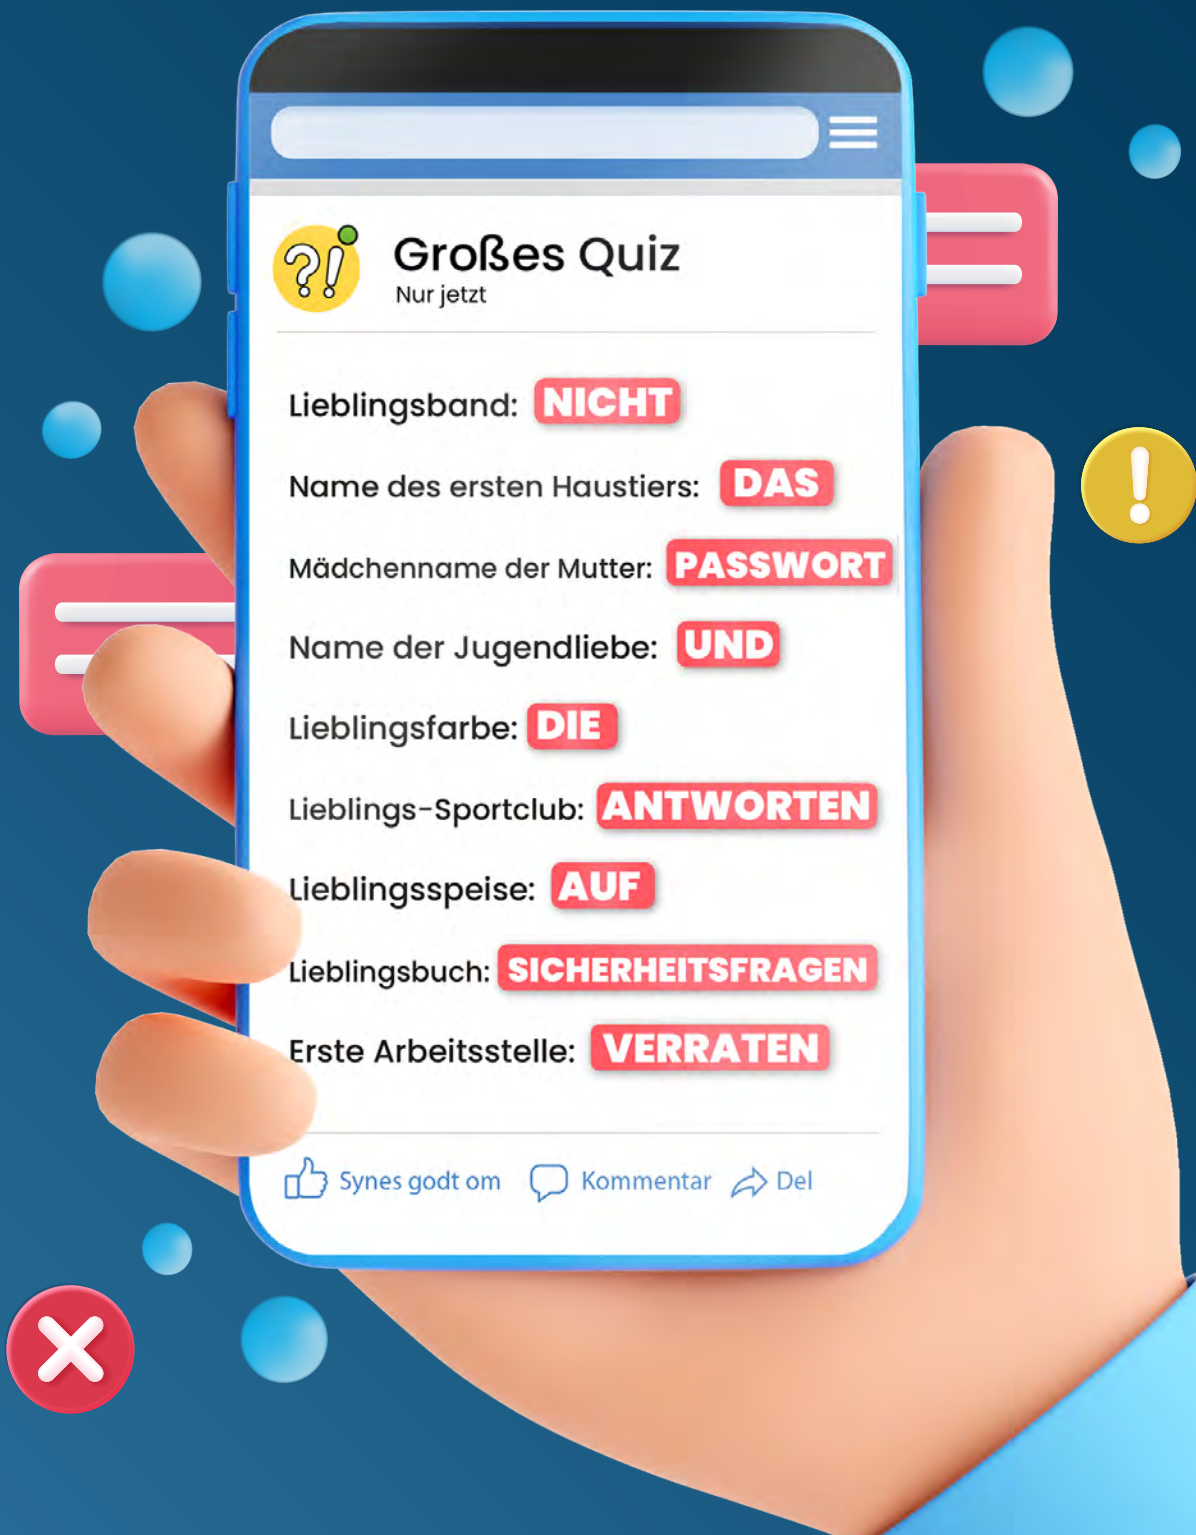 Großes Quiz
Nur jetzt
Lieblingsband: NICHT
Name des ersten Haustiers: DAS
Mädchenname der Mutter: PASSWORT
Name der Jugendliebe: UND
Lieblingsfarbe: DIE
Lieblings-Sportclub: ANTWORTEN
Lieblingsspeise: AUF
Lieblingsbuch: SICHERHEITSFRAGEN
Erste Arbeitsstelle: VERRATEN
Synes godt om Kommentar Del